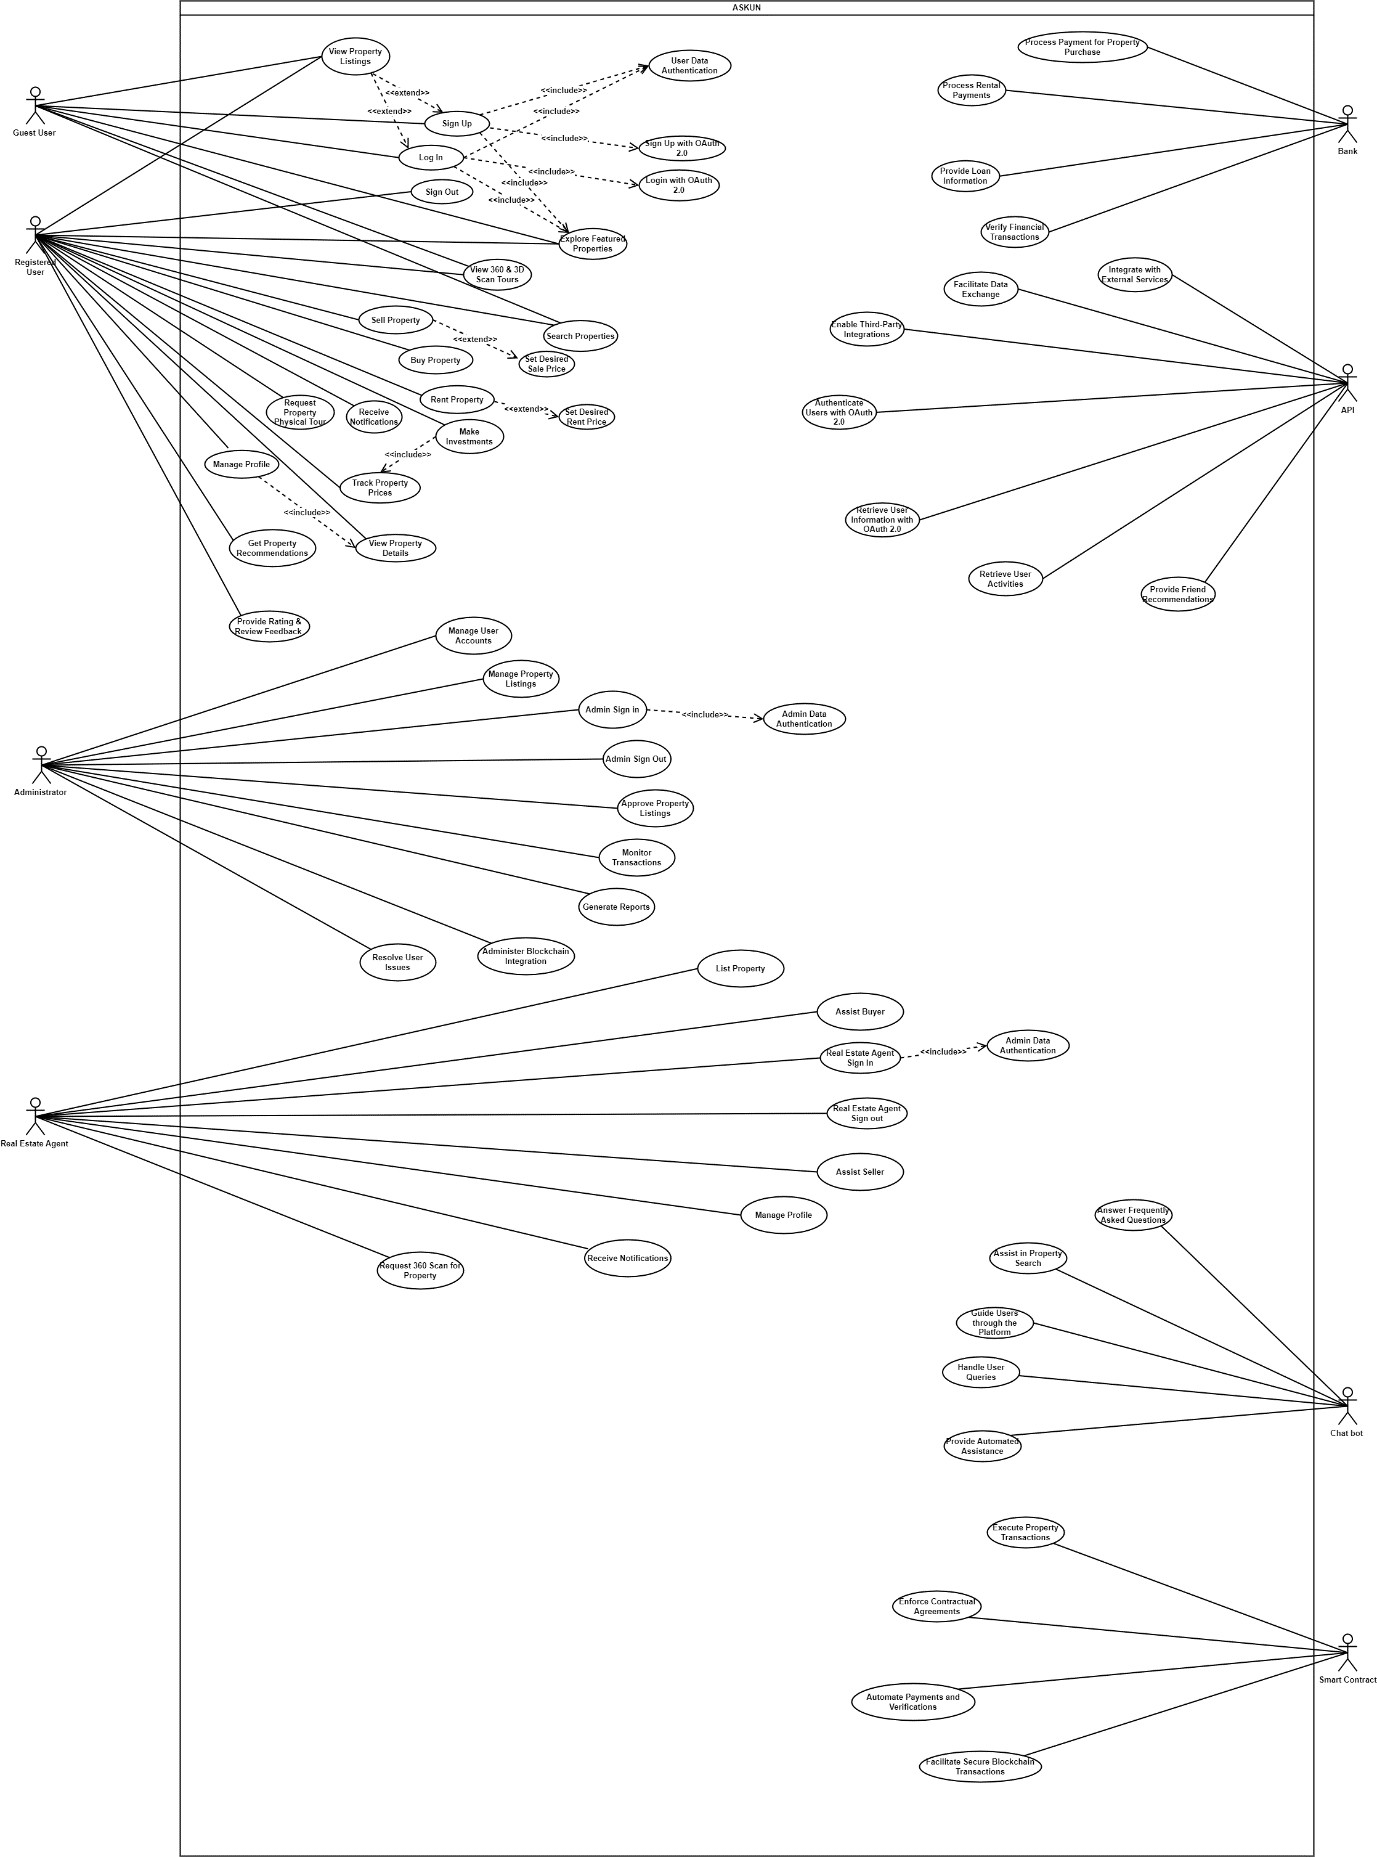 ASKUN
View Property
Listings
User Data
Authentication
<<extend>>
<<include>>
<<extend>>
<<include>>
Guest User
Sign Up
<<include>>
Sign Up with OAuth
2.0
Log In
<<include>>
Login with OAuth
2.0
<<include>>
Sign Out
<<include>>
Registered
User
Explore Featured
Properties
View 360 & 3D
Scan Tours
Sell Property
Search Properties
<<extend>>
Buy Property
Set Desired
Sale Price
Rent Property
<<extend>>
Set Desired
Rent Price
Request
Property
Physical Tour
Receive
Notifications
Make
Investments
<<include>>
Manage Profile
Track Property
Prices
<<include>>
Get Property
Recommendations
View Property
Details
Provide Rating &
Review Feedback
Process Payment for Property
Purchase
Process Rental
Payments
Bank
Provide Loan
Information
Verify Financial
Transactions
Integrate with
External Services
Facilitate Data
Exchange
Enable Third-Party
Integrations
API
Authenticate
Users with OAuth
2.0
Retrieve User
Information with
OAuth 2.0
Retrieve User
Activities
Provide Friend
Recommendations
Manage User
Accounts
Manage Property
Listings
Admin Sign in
<<include>>
Admin Data
Authentication
Admin Sign Out
Administrator
Approve Property
Listings
Monitor
Transactions
Generate Reports
Administer Blockchain
Integration
Resolve User
Issues
List Property
Assist Buyer
Real Estate Agent
Sign In
<<include>>
Admin Data
Authentication
Real Estate Agent
Sign out
Real Estate Agent
Assist Seller
Manage Profile
Receive Notifications
Request 360 Scan for
Property
Answer Frequently
Asked Questions
Assist in Property
Search
Guide Users
through the
Platform
Handle User
Queries
Chat bot
Provide Automated
Assistance
Execute Property
Transactions
Enforce Contractual
Agreements
Smart Contract
Automate Payments and
Verifications
Facilitate Secure Blockchain
Transactions